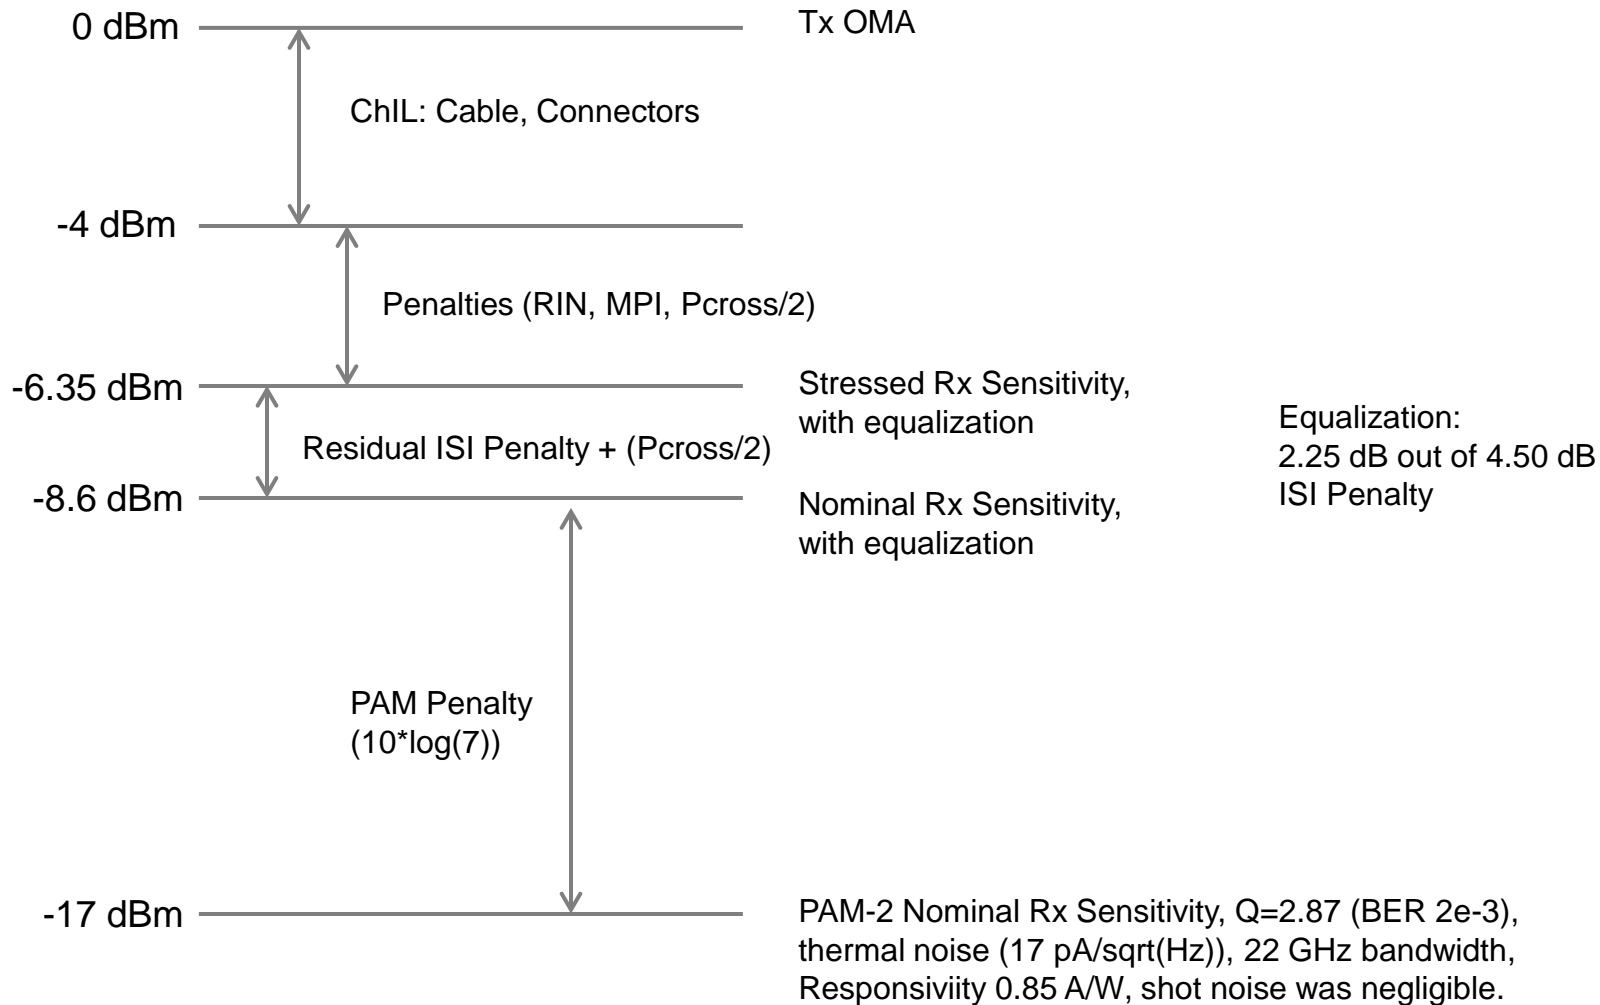 0 dBm
Tx OMA
ChIL: Cable, Connectors
-4 dBm
Penalties (RIN, MPI, Pcross/2)
-6.35 dBm
Stressed Rx Sensitivity,
with equalization
Residual ISI Penalty + (Pcross/2)
Equalization:
2.25 dB out of 4.50 dB
ISI Penalty
-8.6 dBm
Nominal Rx Sensitivity,
with equalization
PAM Penalty
(10*log(7))
-17 dBm
PAM-2 Nominal Rx Sensitivity, Q=2.87 (BER 2e-3),
thermal noise (17 pA/sqrt(Hz)), 22 GHz bandwidth,
Responsiviity 0.85 A/W, shot noise was negligible.